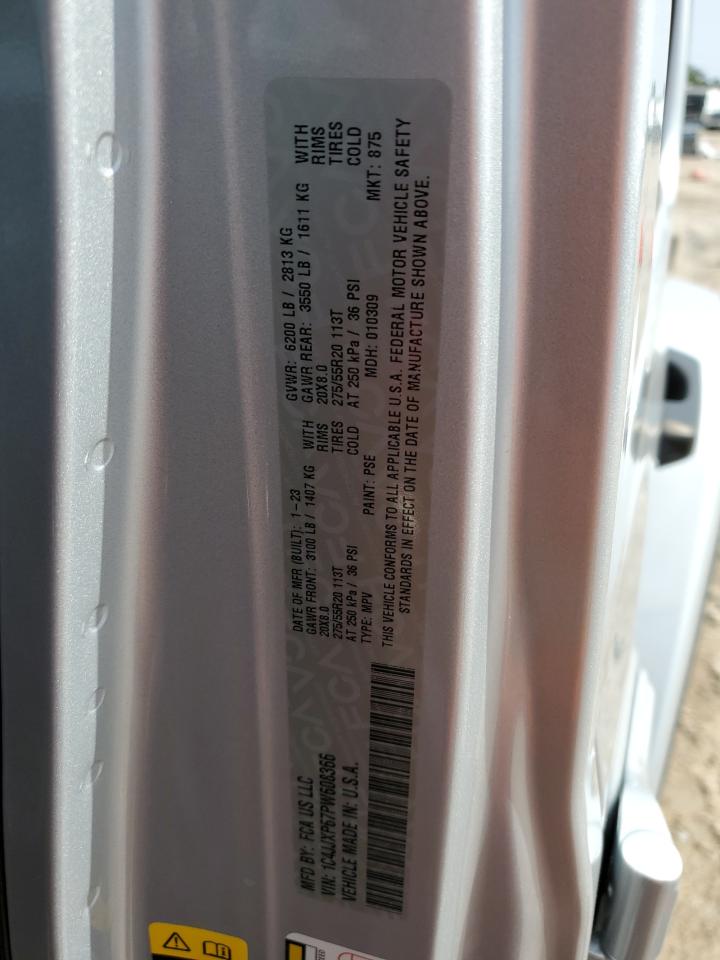 MFD BY: FCA US LLC
VIN: 1C4JJXP67PW608366
VEHICLE MADE IN: U.S.A.
DATE OF MFR (BUILT): 1-23 GVWR: 6200 LB / 2813 KG
GAWR FRONT: 3100 LB / 1407 KG WITH GAWR REAR: 3550 LB / 1611 KG WITH
20X8.0 RIMS 20X8.0 RIMS
275/55R20 113T TIRES 275/55R20 113T TIRES
AT 250 kPa / 36 PSI COLD AT 250 kPa / 36 PSI COLD
TYPE: MPV PAINT: PSE MDH: 010309 MKT: 875
THIS VEHICLE CONFORMS TO ALL APPLICABLE U.S.A. FEDERAL MOTOR VEHICLE SAFETY
STANDARDS IN EFFECT ON THE DATE OF MANUFACTURE SHOWN ABOVE.